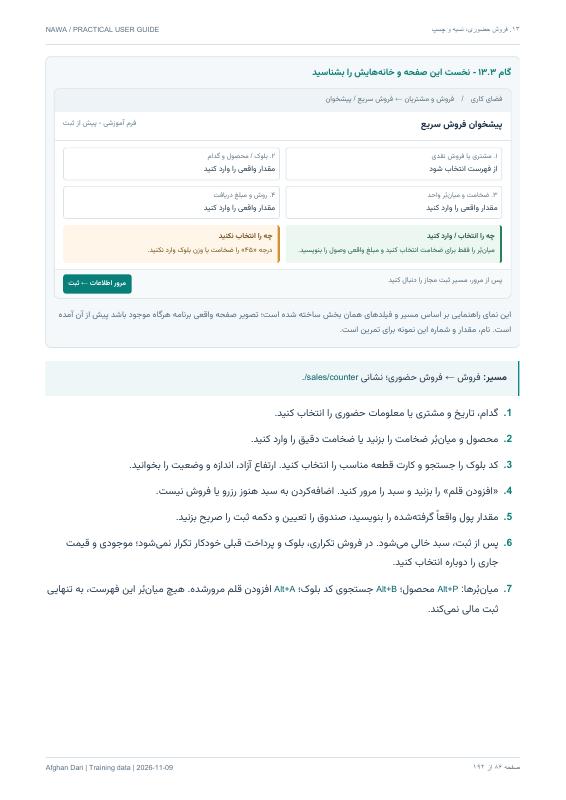 NAWA / PRACTICAL USER GUIDE
۱۳. فروش حضوری، نسیه و چسپ
گام ۱۳.۳ - نخست این صفحه و خانه‌هایش را بشناسید
فضای کاری / فروش و مشتریان ← فروش سریع / پیشخوان
پیشخوان فروش سریع
فرم آموزشی - پیش از ثبت
۱. مشتری یا فروش نقدی
از فهرست انتخاب شود
۲. بلوک / محصول و گدام
مقدار واقعی را وارد کنید
۳. ضخامت و میان‌بُر واحد
مقدار واقعی را وارد کنید
۴. روش و مبلغ دریافت
مقدار واقعی را وارد کنید
چه را انتخاب / وارد کنید
میان‌بُر را فقط برای ضخامت انتخاب کنید و مبلغ واقعی وصول را بنویسید.
چه را انتخاب نکنید
درجه «۴۵» را ضخامت یا وزن بلوک وارد نکنید.
پس از مرور، مسیر ثبت مجاز را دنبال کنید
مرور اطلاعات ← ثبت
این نمای راهنمایی بر اساس مسیر و فیلدهای همان بخش ساخته شده است؛ تصویر صفحه واقعی برنامه هرگاه موجود باشد پیش از آن آمده
است. نام، مقدار و شماره این نمونه برای تمرین است.
مسیر: فروش ← فروش حضوری؛ نشانی /sales/counter.
1. گدام، تاریخ و مشتری یا معلومات حضوری را انتخاب کنید.
2. محصول و میان‌بُر ضخامت را بزنید یا ضخامت دقیق را وارد کنید.
3. کد بلوک را جستجو و کارت قطعه مناسب را انتخاب کنید. ارتفاع آزاد، اندازه و وضعیت را بخوانید.
4. «افزودن قلم» را بزنید و سبد را مرور کنید. اضافه‌کردن به سبد هنوز رزرو یا فروش نیست.
5. مقدار پول واقعاً گرفته‌شده را بنویسید، صندوق را تعیین و دکمه ثبت را صریح بزنید.
6. پس از ثبت، سبد خالی می‌شود. در فروش تکراری، بلوک و پرداخت قبلی خودکار تکرار نمی‌شود؛ موجودی و قیمت
جاری را دوباره انتخاب کنید.
7. میان‌بُرها: Alt+P محصول؛ Alt+B جستجوی کد بلوک؛ Alt+A افزودن قلم مرورشده. هیچ میان‌بُر این فهرست، به تنهایی
ثبت مالی نمی‌کند.
Afghan Dari | Training data | 2026-11-09
صفحه ۸۶ از ۱۹۲